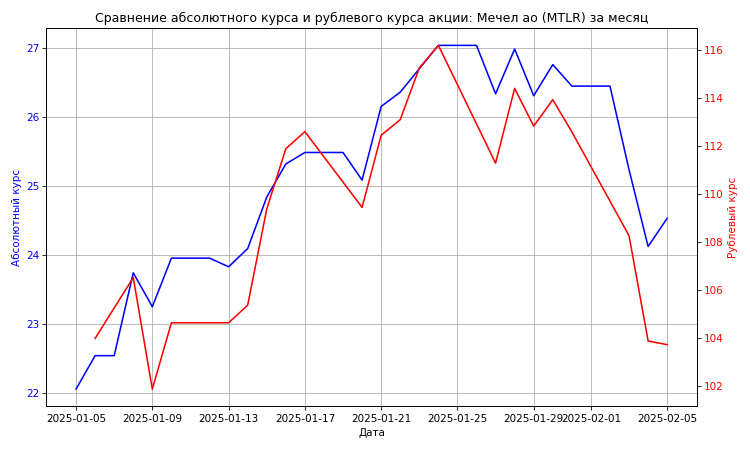 Сравнение абсолютного курса и рублевого курса акции: Мечел ао (MTLR) за месяц
27
26
25
24
23
22
Абсолютный курс
116
114
112
110
108
106
104
102
Рублевый курс
2025-01-05 2025-01-09 2025-01-13 2025-01-17 2025-01-21 2025-01-25 2025-01-29 2025-02-01 2025-02-05
Дата